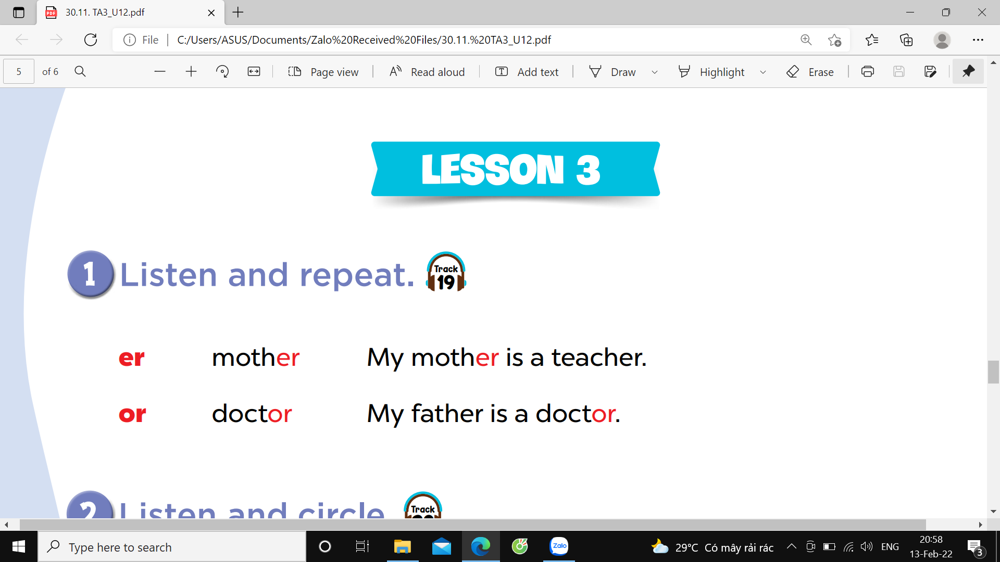 30.11. TA3_U12.pdf
File
C:/Users/ASUS/Documents/Zalo%20Received%20Files/30.11.%20TA3_U12.pdf
5 of 6
Page view
Read aloud
Add text
Draw
Highlight
Erase
LESSON 3
1 Listen and repeat. Track 19
er mother My mother is a teacher.
or doctor My father is a doctor.
2 Listen and circle Track
Type here to search
Zalo
29°C Có mây rải rác
ENG
20:58
13-Feb-22
3